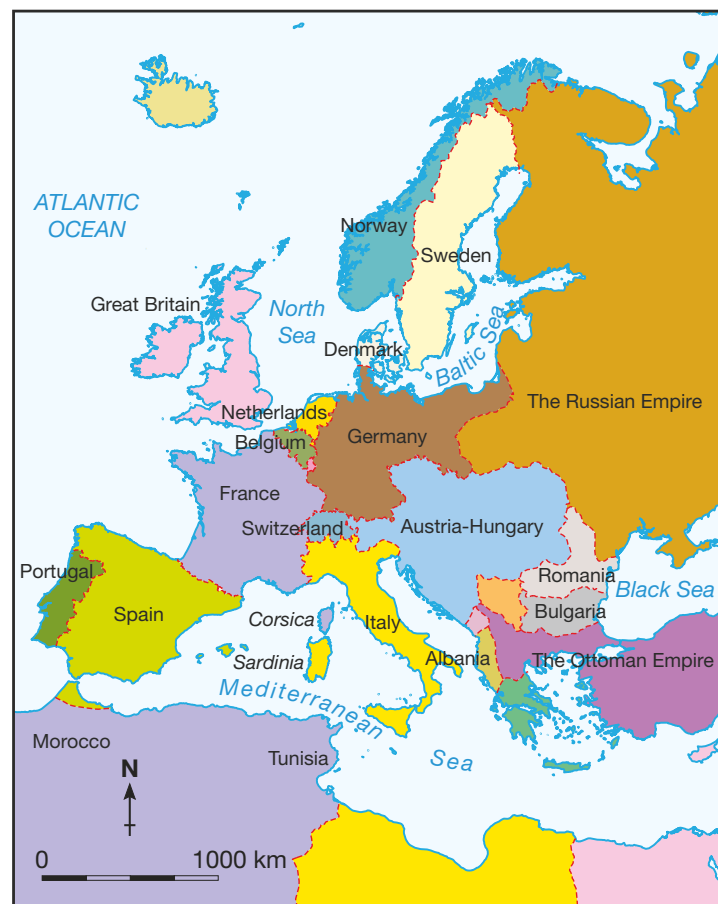 ATLANTIC
OCEAN
Norway
Sweden
Great Britain
North
Sea
Baltic Sea
Denmark
The Russian Empire
Netherlands
Germany
Belgium
France
Switzerland
Austria-Hungary
Portugal
Romania
Black Sea
Spain
Corsica
Italy
Bulgaria
Sardinia
Albania
The Ottoman Empire
Mediterranean
Sea
Morocco
Tunisia
N
0 1000 km